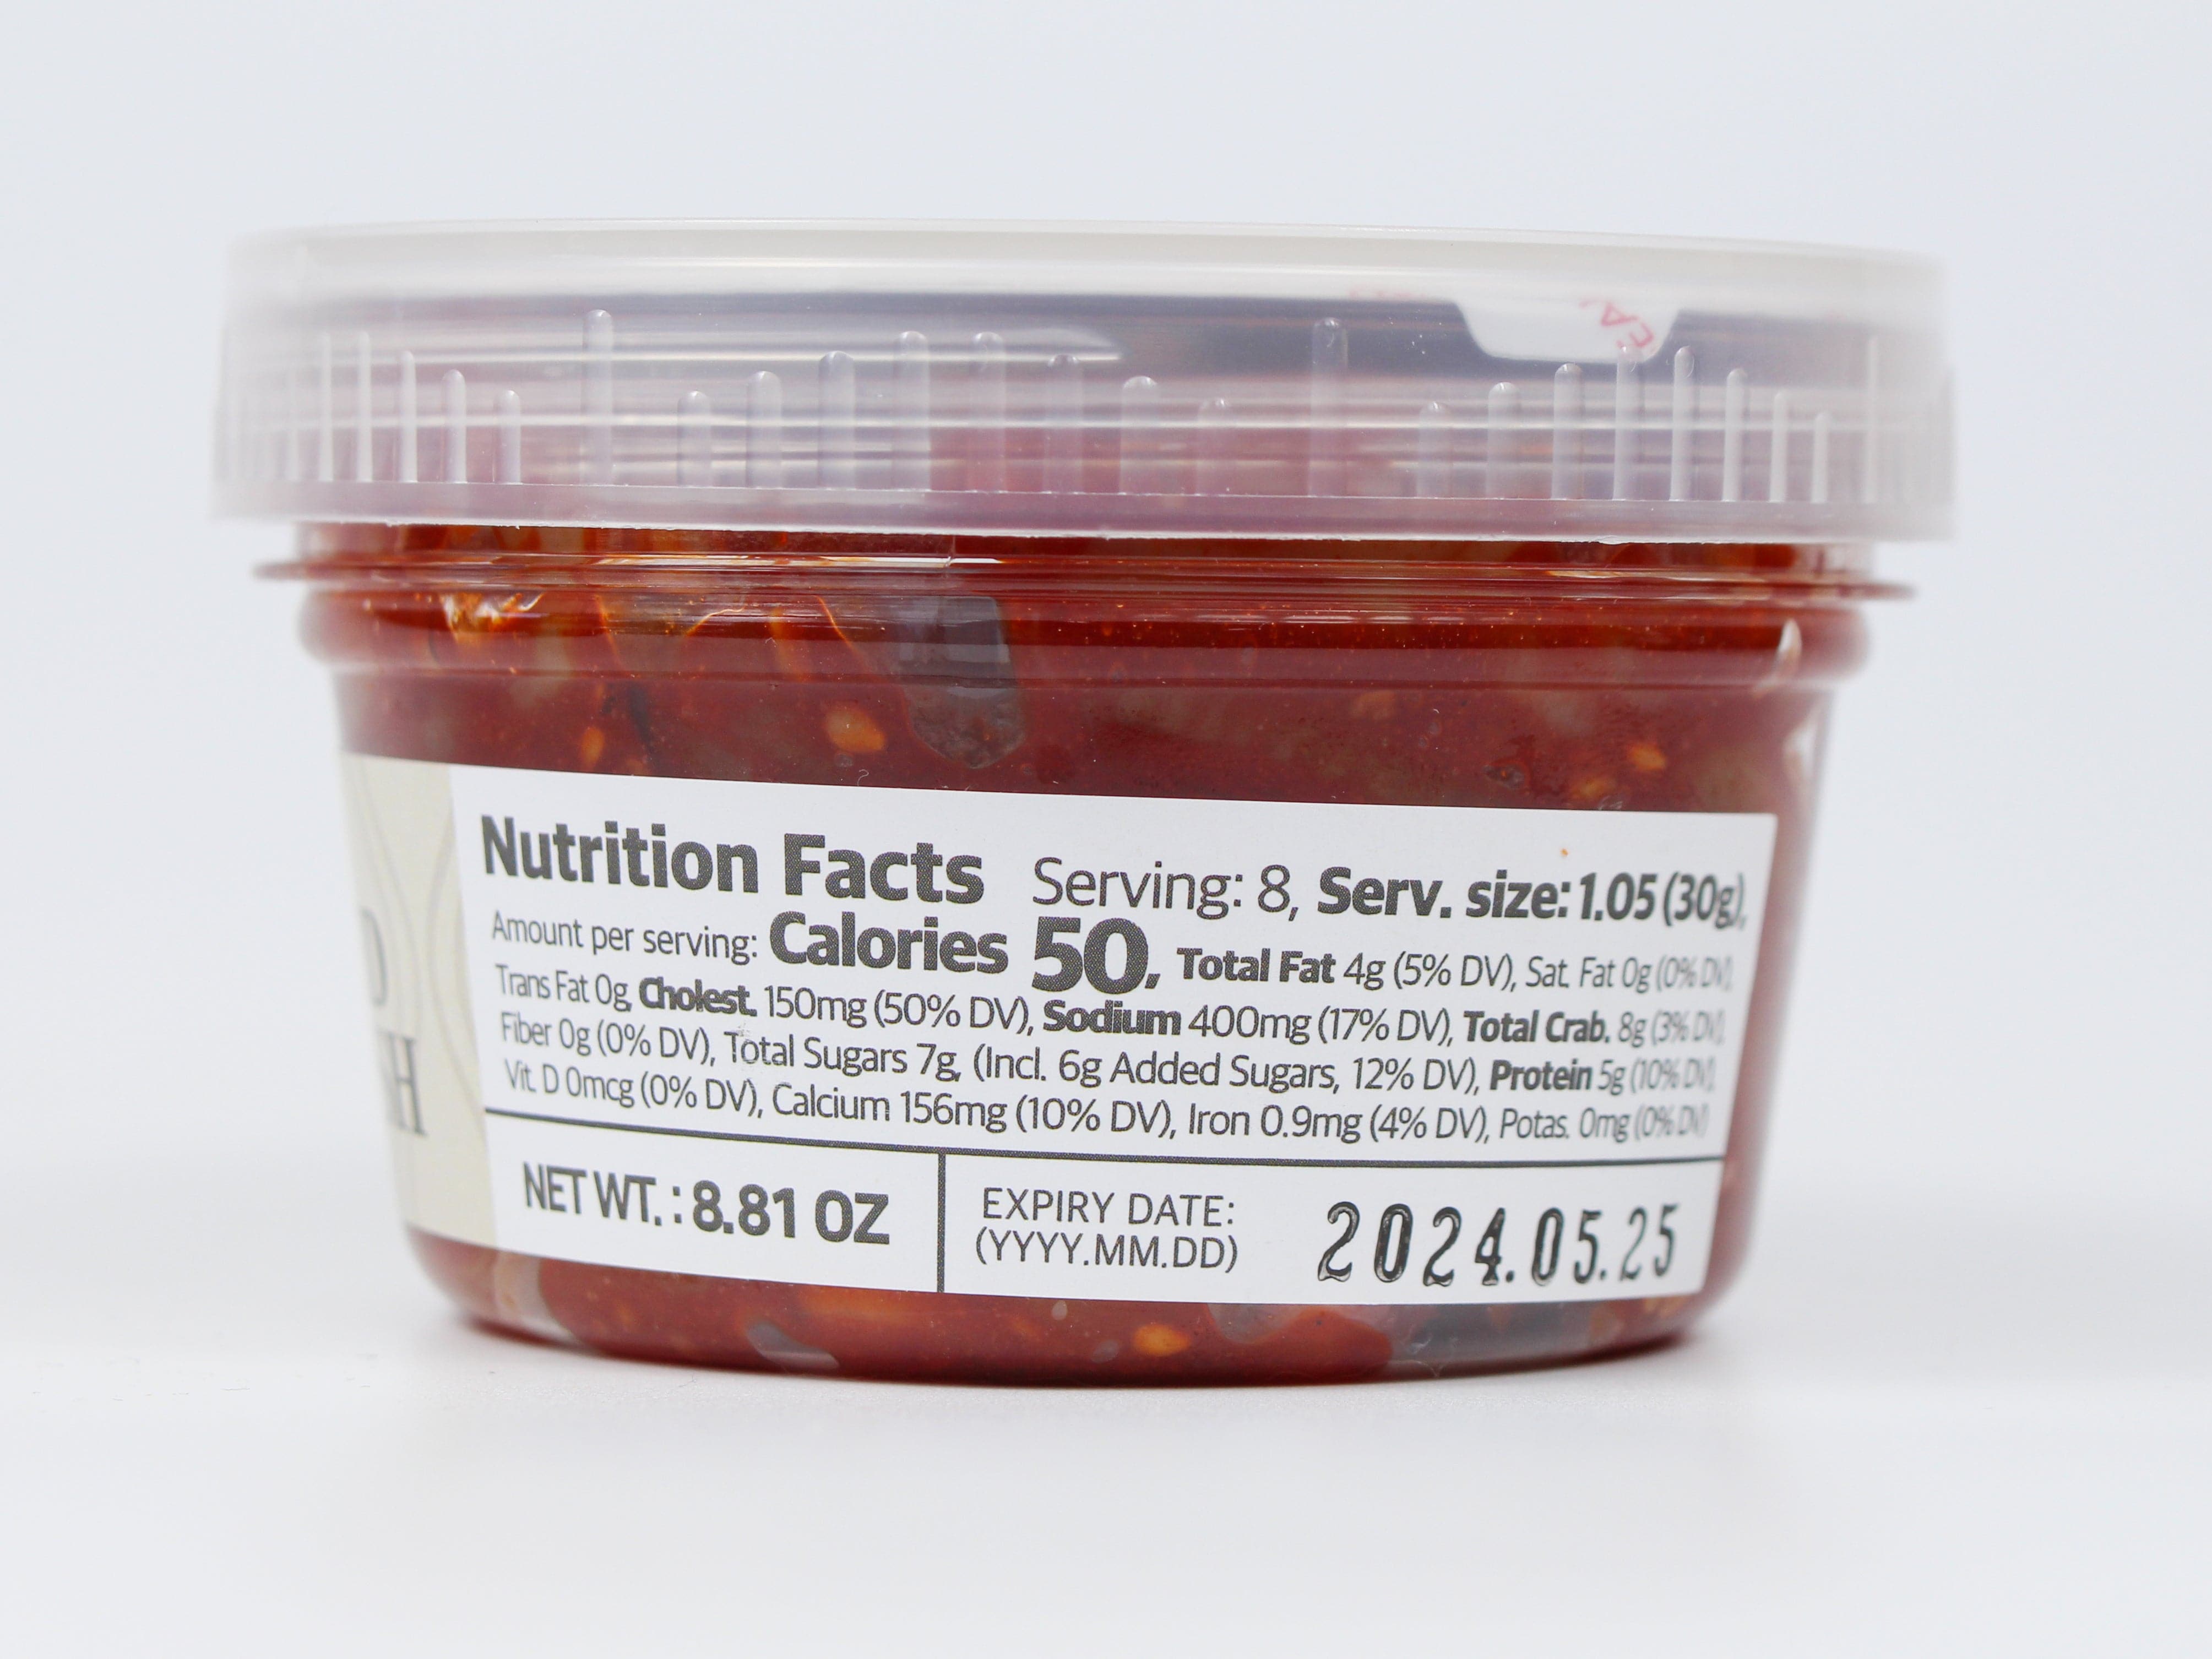 Nutrition Facts Serving: 8, Serv. size: 1.05 (30g),
Amount per serving: Calories 50, Total Fat 4g (5% DV), Sat. Fat 0g (0% DV),
Trans Fat 0g, Cholest. 150mg (50% DV), Sodium 400mg (17% DV), Total Crab. 8g (3% DV),
Fiber 0g (0% DV), Total Sugars 7g, (Incl. 6g Added Sugars, 12% DV), Protein 5g (10% DV),
Vit. D 0mcg (0% DV), Calcium 156mg (10% DV), Iron 0.9mg (4% DV), Potas. 0mg (0% DV)
NET WT. : 8.81 OZ
EXPIRY DATE:
(YYYY.MM.DD)
2024.05.25